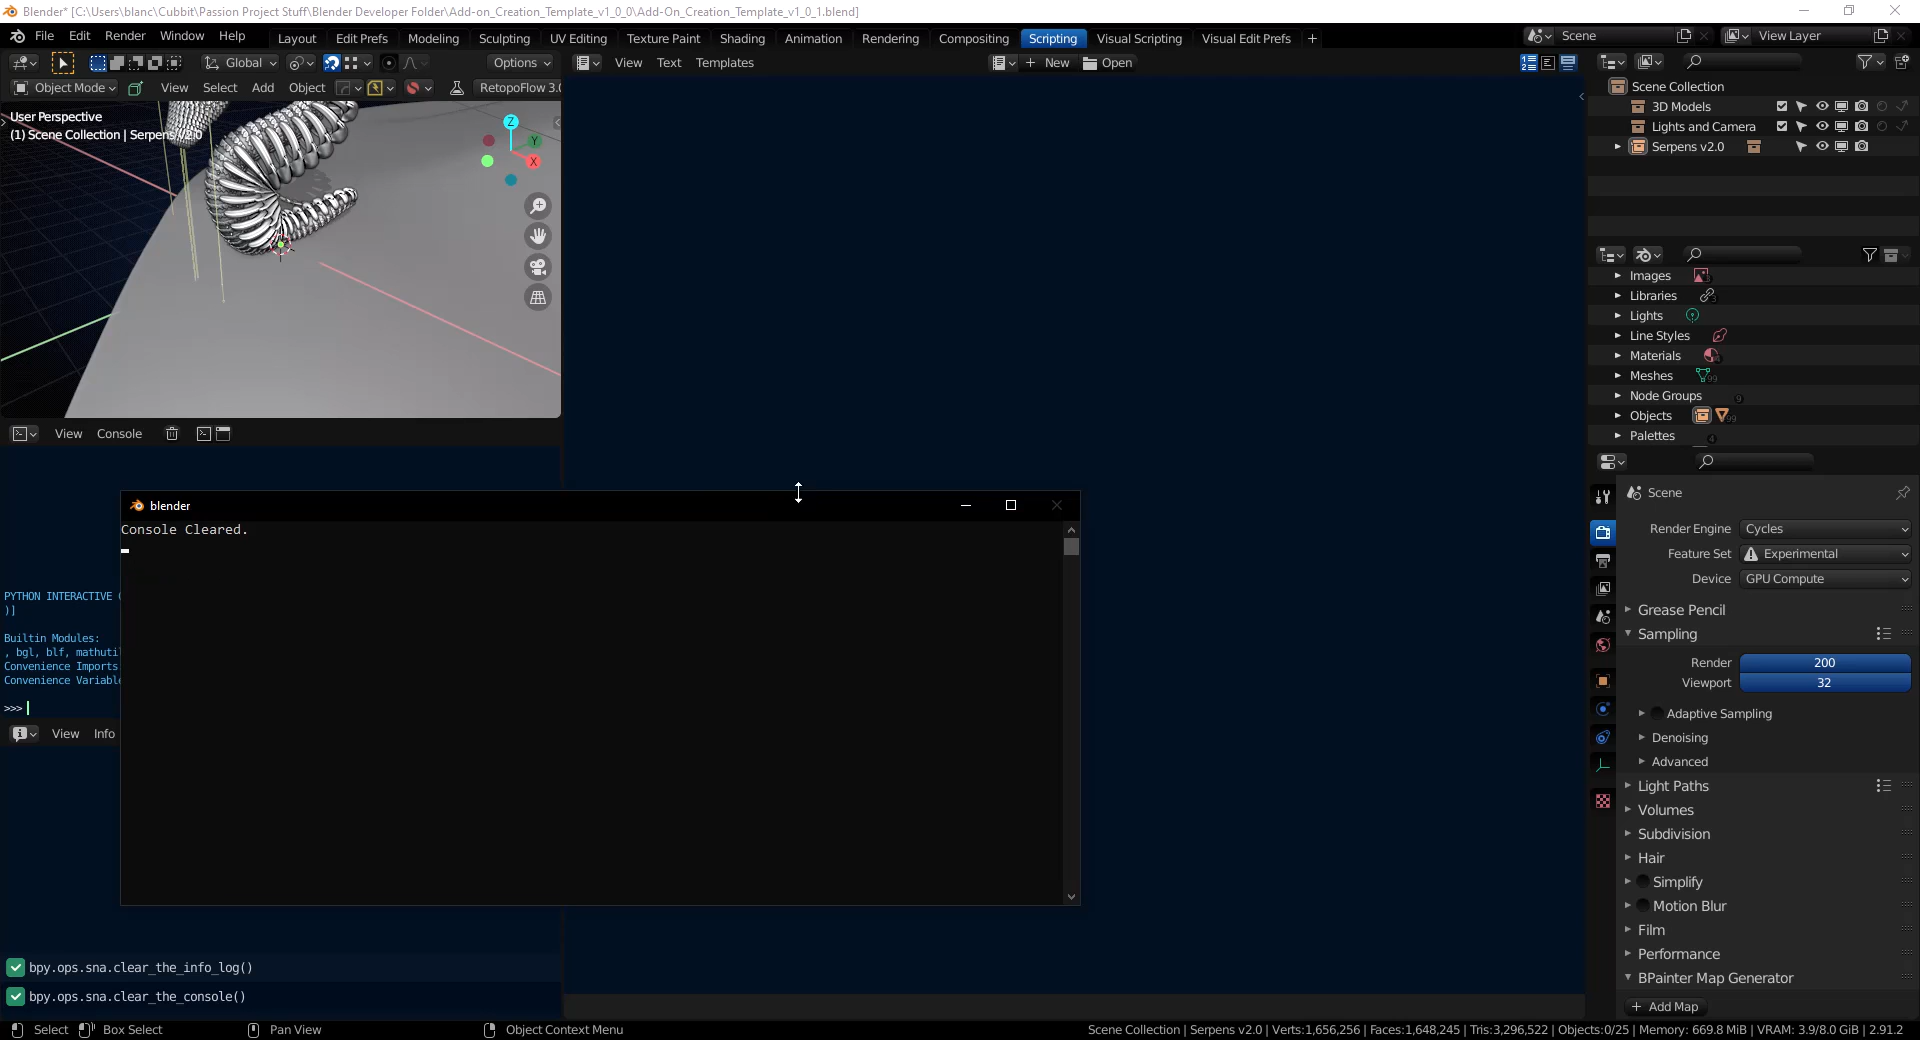 Blender* [C:\Users\blanc\Cubbit\Passion Project Stuff\Blender Developer Folder\Add-on_Creation_Template_v1_0_0\Add-On_Creation_Template_v1_0_1.blend]
File Edit Render Window Help Layout Edit Prefs Modeling Sculpting UV Editing Texture Paint Shading Animation Rendering Compositing Scripting Visual Scripting Visual Edit Prefs + Scene View Layer
Global Options View Text Templates + New Open
Object Mode View Select Add Object RetopoFlow 3.
User Perspective
(1) Scene Collection | Serpens v2.0
Z
Y
X
Scene Collection
3D Models
Lights and Camera
Serpens v2.0
Images
Libraries
Lights
Line Styles
Materials
Meshes 99
Node Groups 9
Objects 99
Palettes 4
View Console
blender
Console Cleared.
PYTHON INTERACTIVE
)]
Builtin Modules:
, bgl, blf, mathuti
Convenience Imports
Convenience Variable
>>>
View Info
bpy.ops.sna.clear_the_info_log()
bpy.ops.sna.clear_the_console()
Scene
Render Engine Cycles
Feature Set Experimental
Device GPU Compute
Grease Pencil
Sampling
Render 200
Viewport 32
Adaptive Sampling
Denoising
Advanced
Light Paths
Volumes
Subdivision
Hair
Simplify
Motion Blur
Film
Performance
BPainter Map Generator
+ Add Map
Select Box Select Pan View Object Context Menu Scene Collection | Serpens v2.0 | Verts:1,656,256 | Faces:1,648,245 | Tris:3,296,522 | Objects:0/25 | Memory: 669.8 MiB | VRAM: 3.9/8.0 GiB | 2.91.2